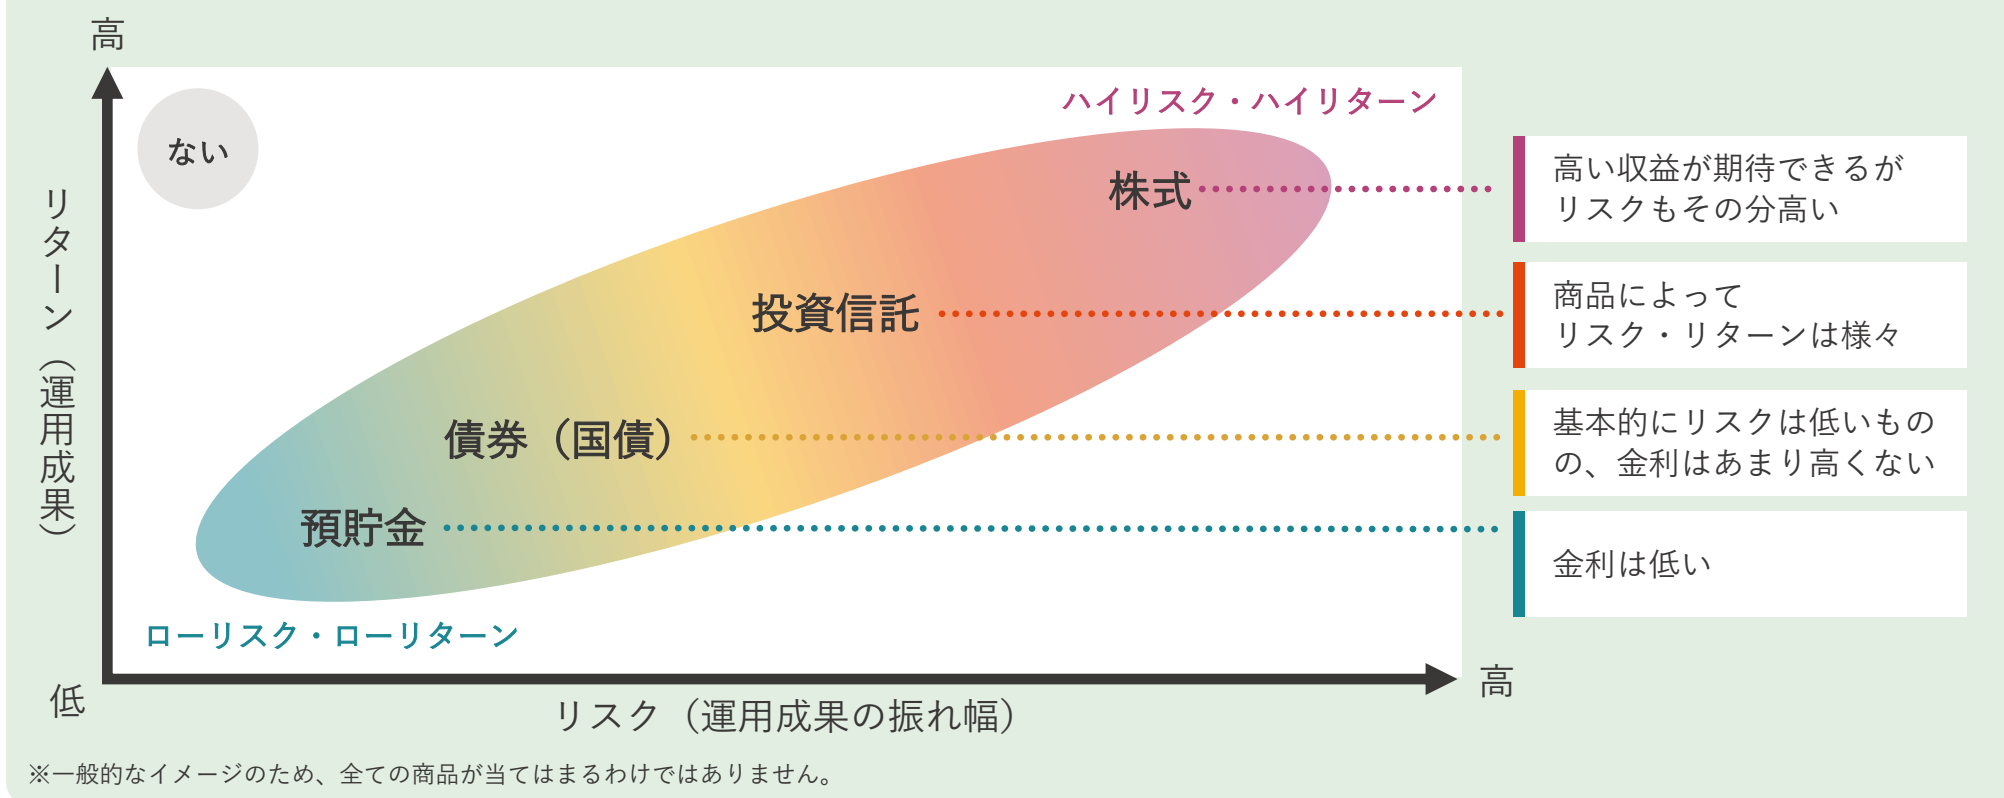 高
ない
ハイリスク・ハイリターン
株式
高い収益が期待できるが
リスクもその分高い
リターン（運用成果）
投資信託
商品によって
リスク・リターンは様々
債券（国債）
基本的にリスクは低いもの
の、金利はあまり高くない
預貯金
金利は低い
ローリスク・ローリターン
低
高
リスク（運用成果の振れ幅）
※一般的なイメージのため、全ての商品が当てはまるわけではありません。